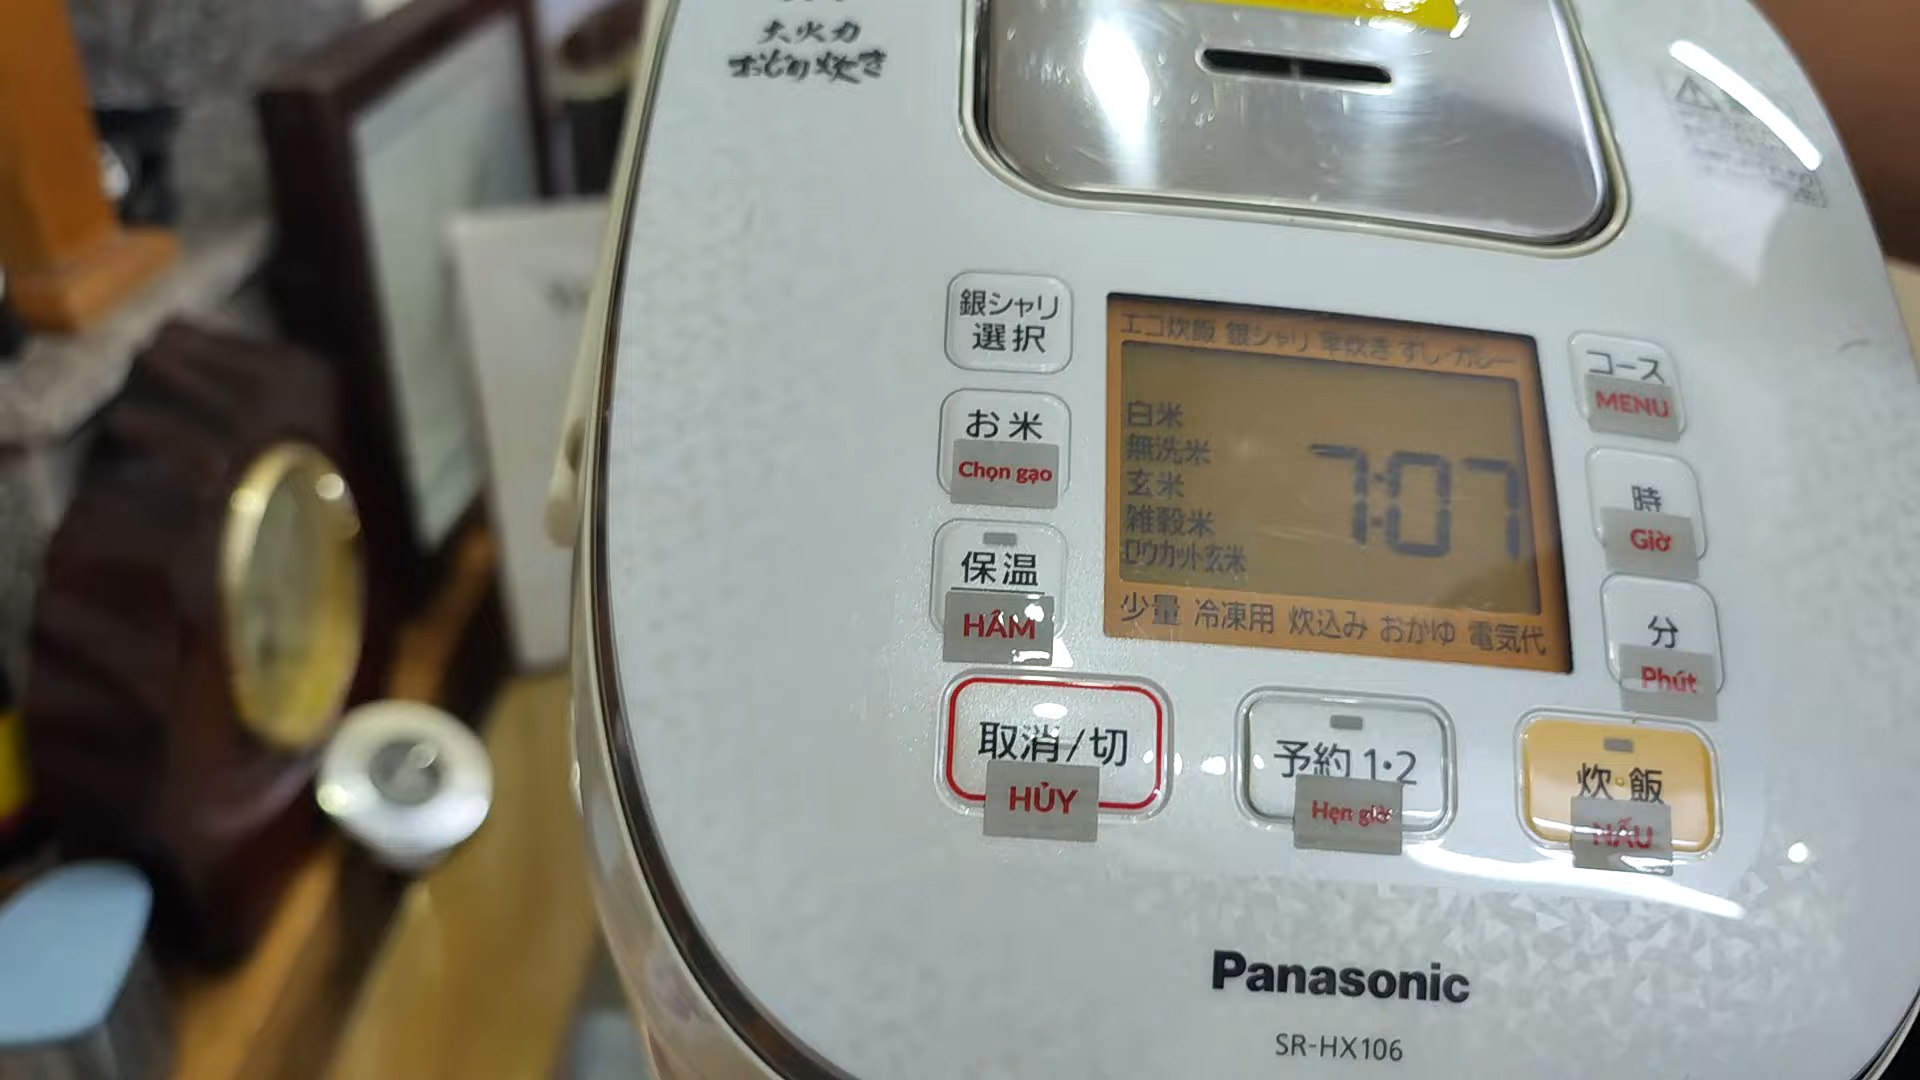 大火力
おどり炊き
銀シャリ
選択
お米
Chọn gạo
保温
HÂM
取消/切
HỦY
エコ炊飯 銀シャリ 早炊き すし・カレー
白米
無洗米
玄米
雑穀米
ロウカット玄米
7:07
少量 冷凍用 炊込み おかゆ 電気代
コース
MENU
時
Giờ
分
Phút
予約 1・2
Hẹn giờ
炊飯
NẤU
Panasonic
SR-HX106